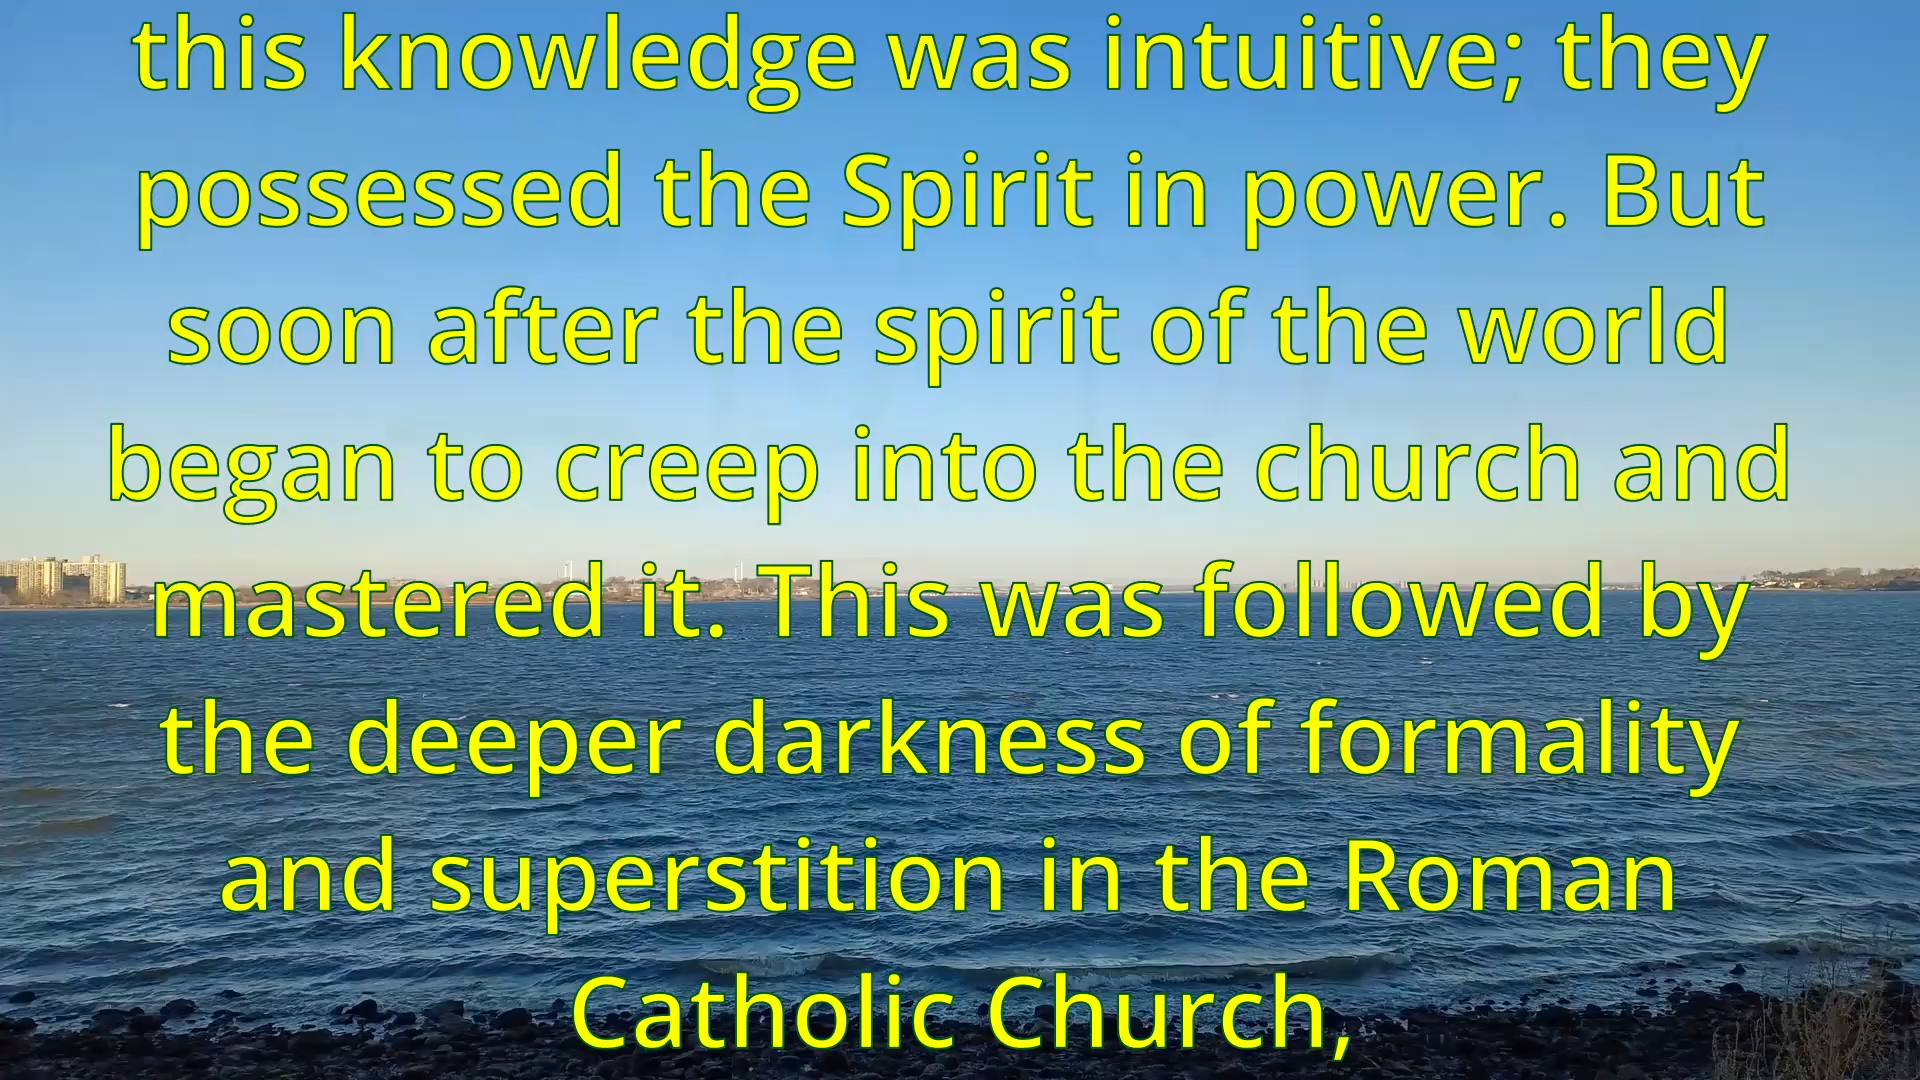 this knowledge was intuitive; they
possessed the Spirit in power. But
soon after the spirit of the world
began to creep into the church and
mastered it. This was followed by
the deeper darkness of formality
and superstition in the Roman
Catholic Church,